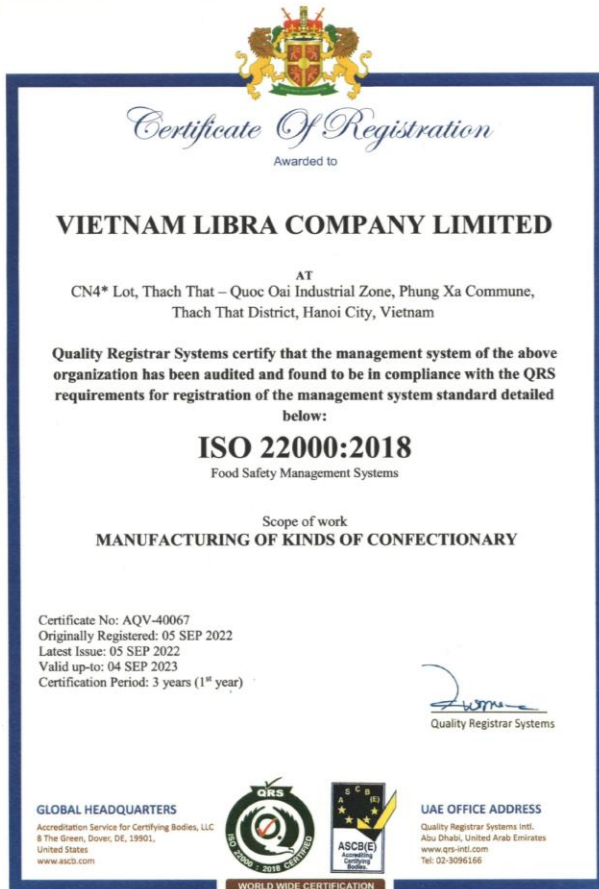 Certificate Of Registration
Awarded to
VIETNAM LIBRA COMPANY LIMITED
AT
CN4* Lot, Thach That – Quoc Oai Industrial Zone, Phung Xa Commune,
Thach That District, Hanoi City, Vietnam
Quality Registrar Systems certify that the management system of the above
organization has been audited and found to be in compliance with the QRS
requirements for registration of the management system standard detailed
below:
ISO 22000:2018
Food Safety Management Systems
Scope of work
MANUFACTURING OF KINDS OF CONFECTIONARY
Certificate No: AQV-40067
Originally Registered: 05 SEP 2022
Latest Issue: 05 SEP 2022
Valid up-to: 04 SEP 2023
Certification Period: 3 years (1st year)
Quality Registrar Systems
GLOBAL HEADQUARTERS
Accreditation Service for Certifying Bodies, LLC
8 The Green, Dover, DE, 19901,
United States
www.ascb.com
QRS
ISO 22000 : 2018 CERTIFIED
A S C B (E)
ASCB(E)
Accrediting
Certifying
Bodies.
WORLD WIDE CERTIFICATION
UAE OFFICE ADDRESS
Quality Registrar Systems Intl.
Abu Dhabi, United Arab Emirates
www.qrs-intl.com
Tel: 02-3096166